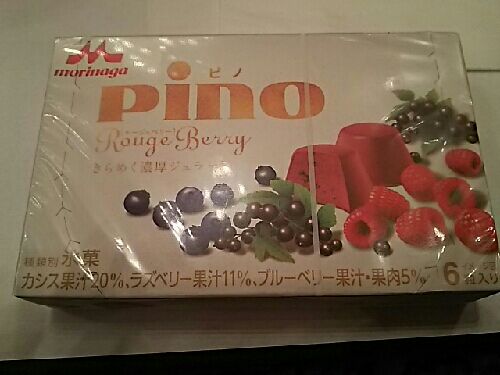 morinaga
ピノ
pino
Rouge Berry
きらめく濃厚ジュ
種類別 氷菓
カシス果汁20%、ラズベリー果汁11%、ブルーベリー果汁・果肉5%
6粒入り